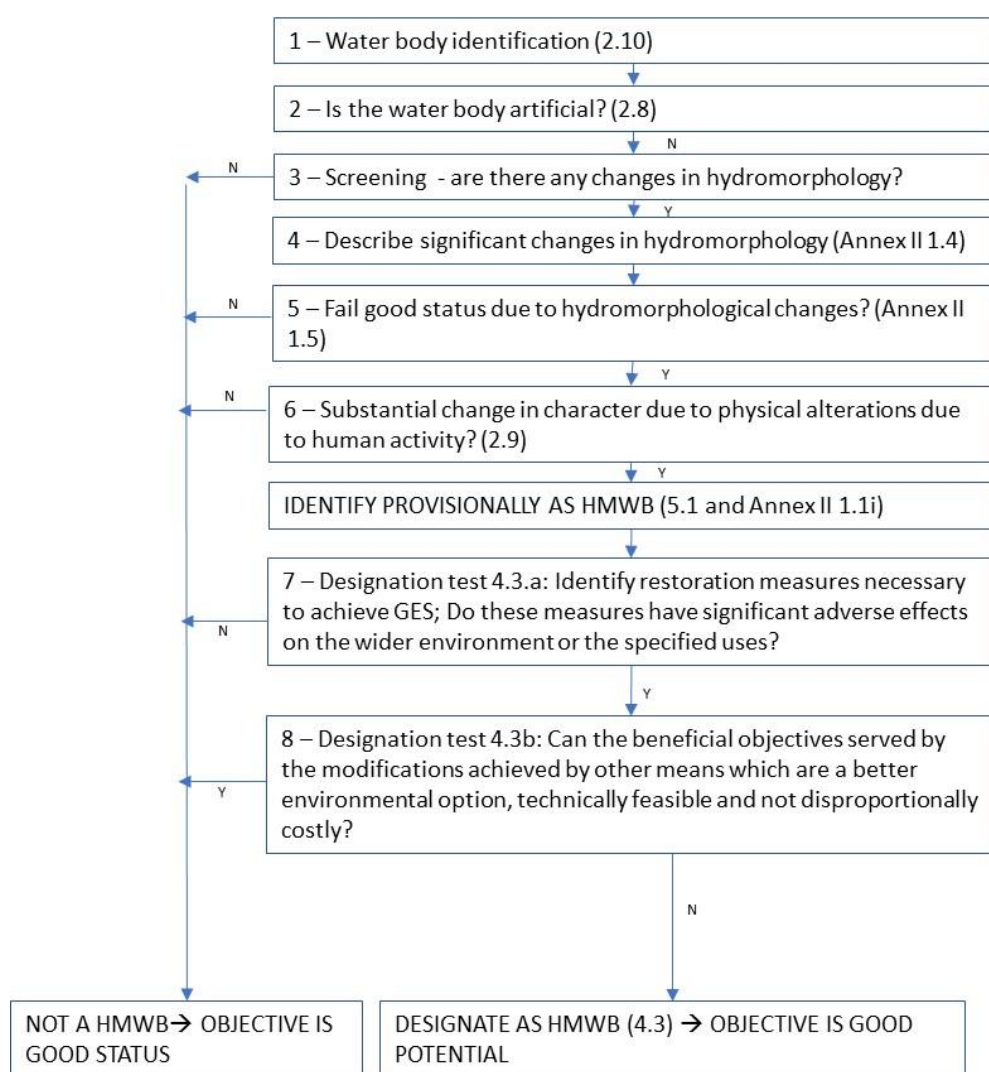 1 – Water body identification (2.10)
2 – Is the water body artificial? (2.8)
N
N
3 – Screening  - are there any changes in hydromorphology?
Y
4 – Describe significant changes in hydromorphology (Annex II 1.4)
N
5 – Fail good status due to hydromorphological changes? (Annex II
1.5)
Y
N
6 – Substantial change in character due to physical alterations due
to human activity? (2.9)
Y
IDENTIFY PROVISIONALLY AS HMWB (5.1 and Annex II 1.1i)
7 – Designation test 4.3.a: Identify restoration measures necessary
to achieve GES; Do these measures have significant adverse effects
on the wider environment or the specified uses?
N
Y
8 – Designation test 4.3b: Can the beneficial objectives served by
the modifications achieved by other means which are a better
environmental option, technically feasible and not disproportionally
costly?
Y
N
NOT A HMWB→ OBJECTIVE IS
GOOD STATUS
DESIGNATE AS HMWB (4.3) → OBJECTIVE IS GOOD
POTENTIAL